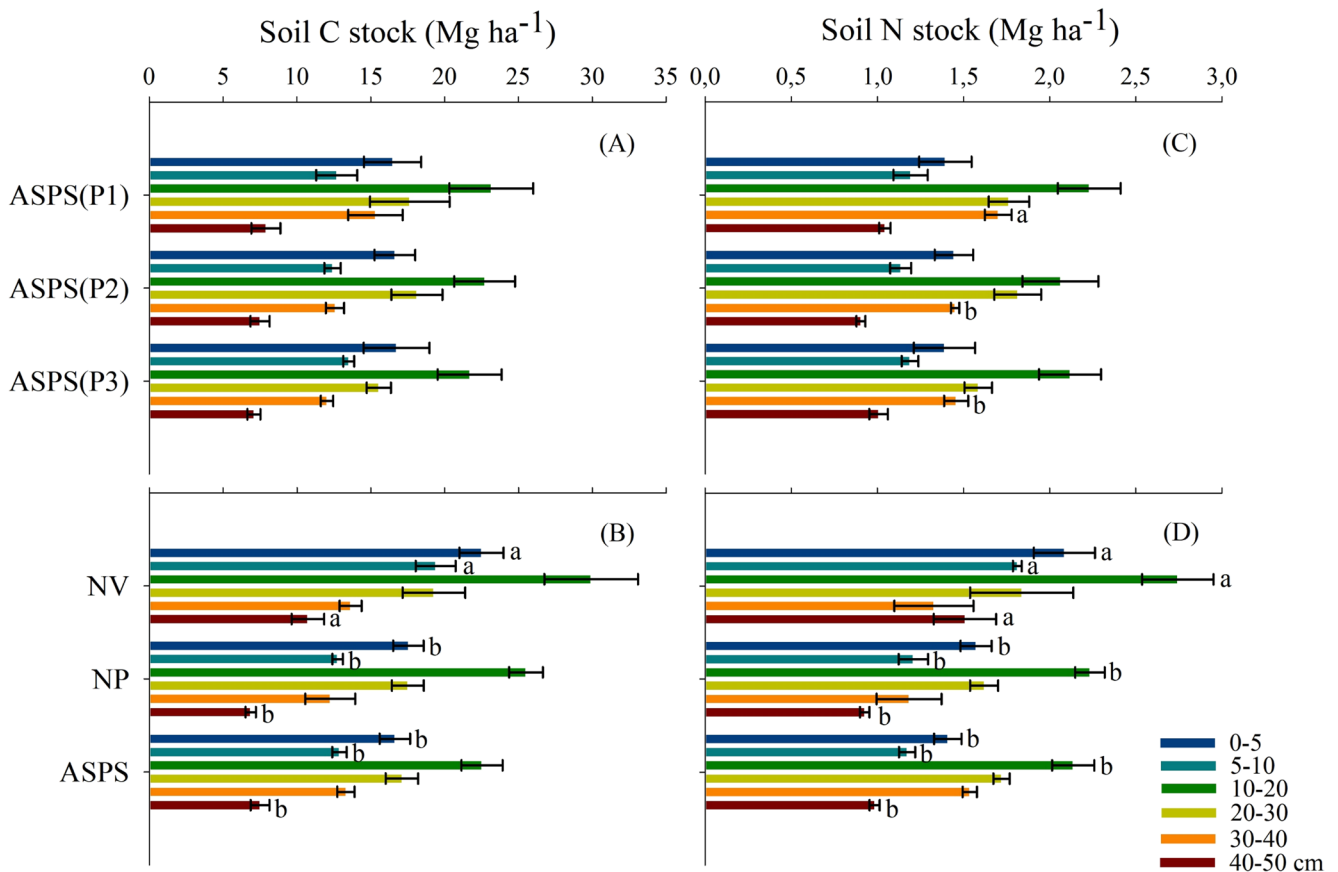 Soil C stock (Mg ha-1)
Soil N stock (Mg ha-1)
0 5 10 15 20 25 30 35
0,0 0,5 1,0 1,5 2,0 2,5 3,0
(A)
(C)
ASPS(P1)
a
ASPS(P2)
b
ASPS(P3)
b
(B)
(D)
NV
a
a
a
a
a
a
a
NP
b
b
b
b
b
b
b
ASPS
b
b
b
b
b
b
b
0-5
5-10
10-20
20-30
30-40
40-50 cm